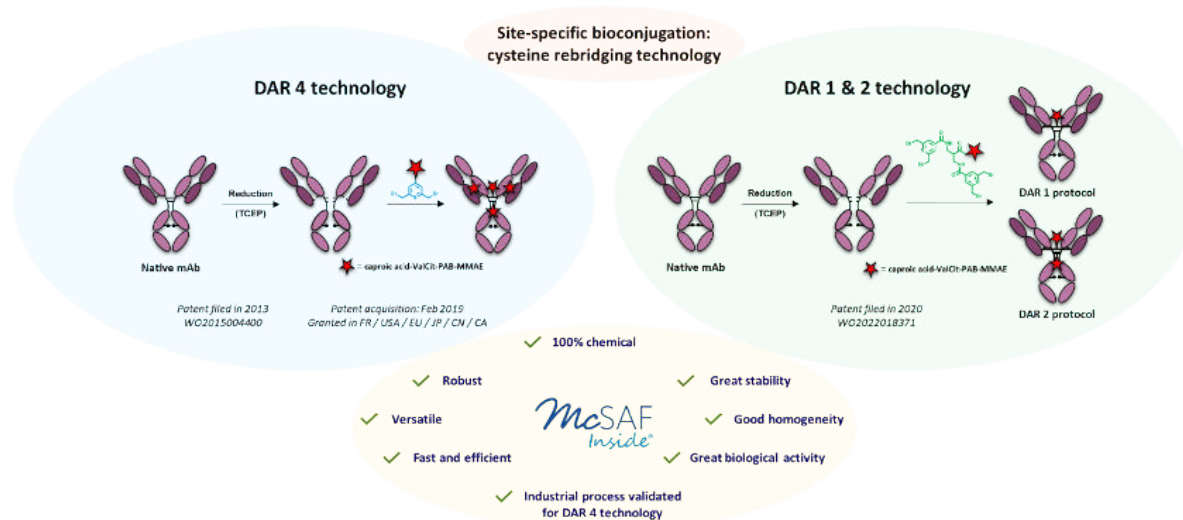 Site-specific bioconjugation:
cysteine rebridging technology
DAR 4 technology
Reduction
(TCEP)
Native mAb
= caproic acid-ValCit-PAB-MMAE
Patent filed in 2013
WO2015004400
Patent acquisition: Feb 2019
Granted in FR / USA / EU / JP / CN / CA
DAR 1 & 2 technology
Reduction
(TCEP)
Native mAb
= caproic acid-ValCit-PAB-MMAE
DAR 1 protocol
DAR 2 protocol
Patent filed in 2020
WO2022018371
100% chemical
Robust
Great stability
Versatile
McSAF
Inside
Good homogeneity
Fast and efficient
Great biological activity
Industrial process validated
for DAR 4 technology